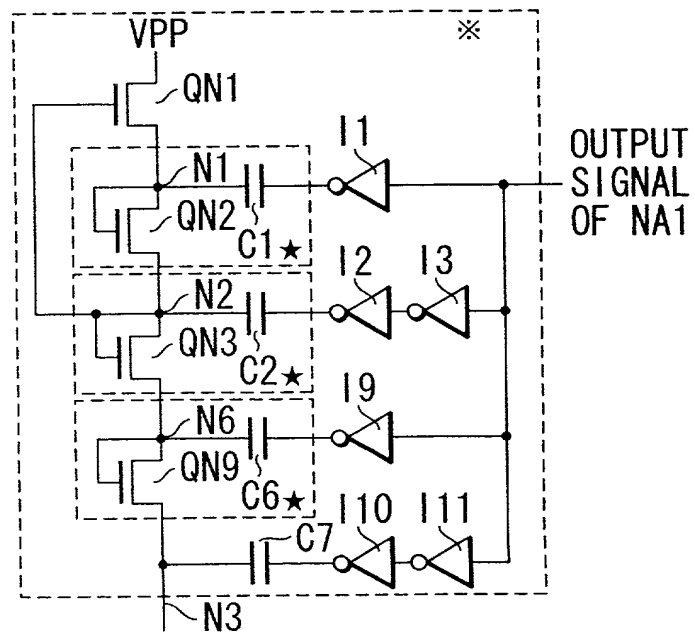 VPP
※
QN1
I1
OUTPUT
SIGNAL
OF NA1
N1
QN2
C1★
I2
I3
N2
QN3
C2★
I9
N6
QN9
C6★
I10
I11
C7
N3